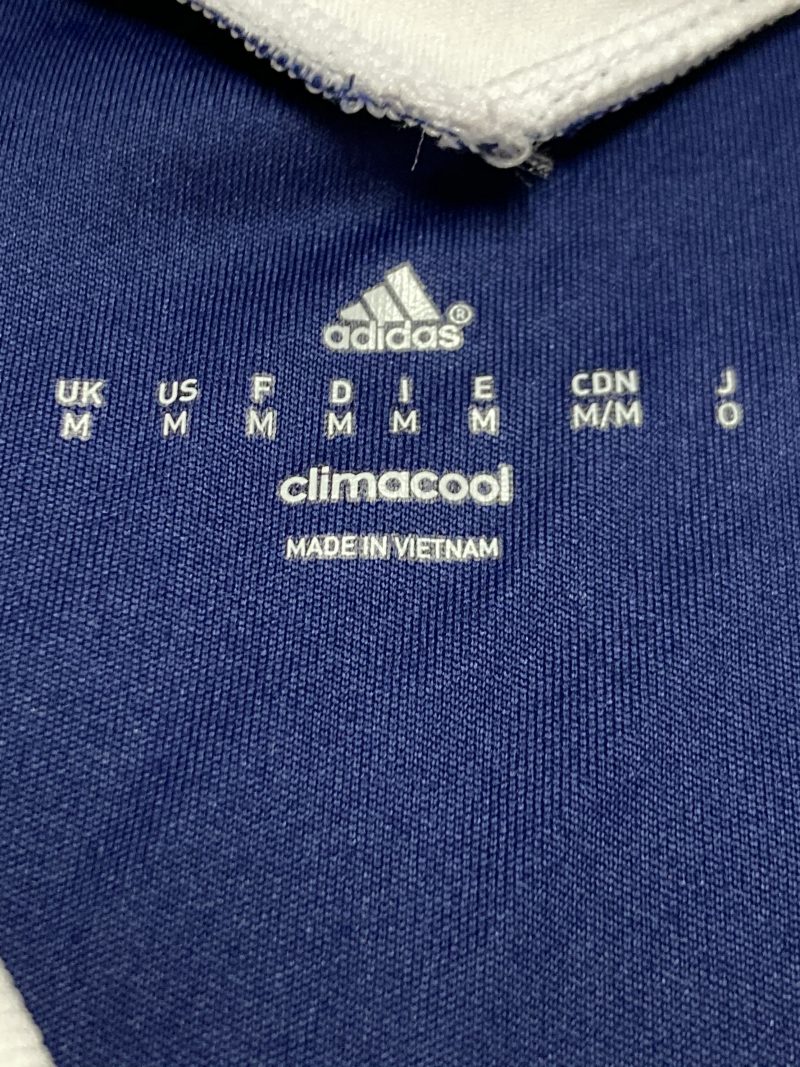 adidas®
UK US F D I E CDN J
M M M M M M M/M O
climacool
MADE IN VIETNAM